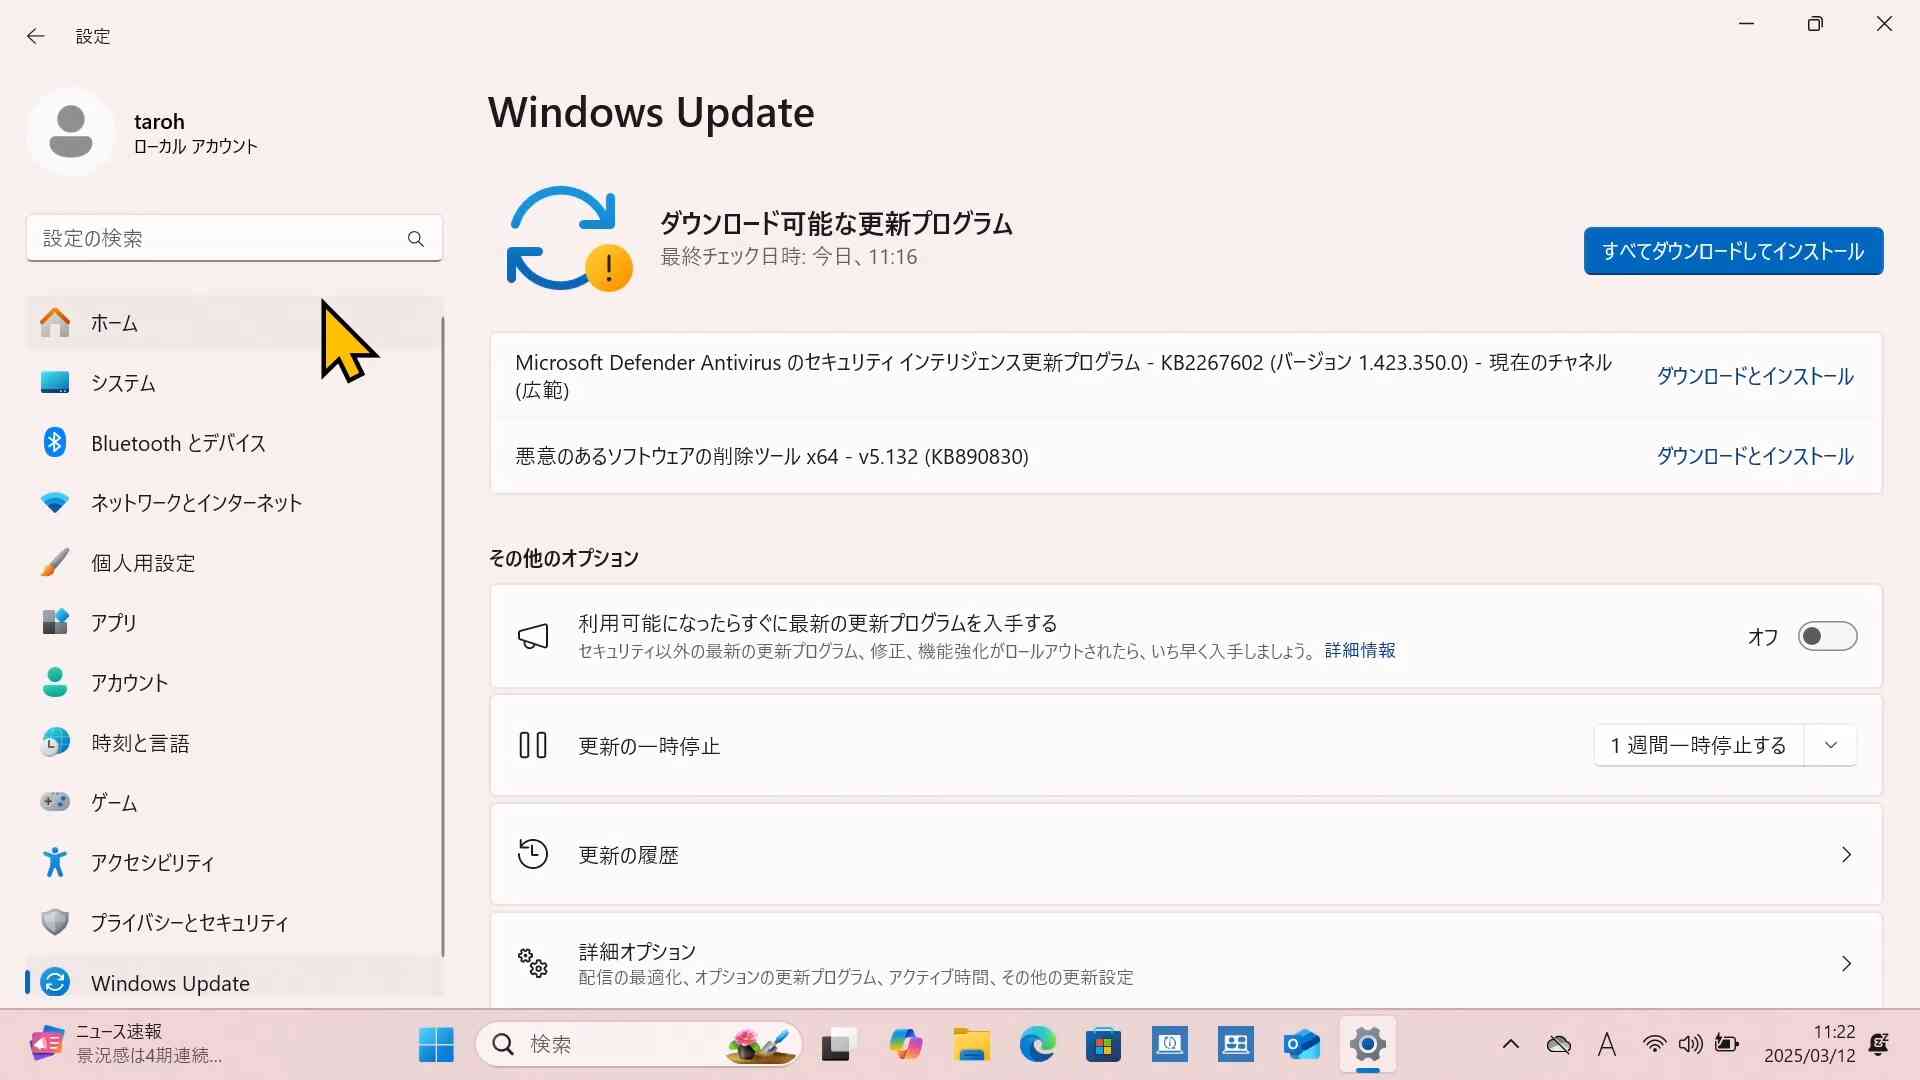 設定
taroh
ローカル アカウント
設定の検索
ホーム
システム
Bluetooth とデバイス
ネットワークとインターネット
個人用設定
アプリ
アカウント
時刻と言語
ゲーム
アクセシビリティ
プライバシーとセキュリティ
Windows Update
Windows Update
ダウンロード可能な更新プログラム
最終チェック日時: 今日、11:16
すべてダウンロードしてインストール
Microsoft Defender Antivirus のセキュリティ インテリジェンス更新プログラム - KB2267602 (バージョン 1.423.350.0) - 現在のチャネル
(広範)
ダウンロードとインストール
悪意のあるソフトウェアの削除ツール x64 - v5.132 (KB890830)
ダウンロードとインストール
その他のオプション
利用可能になったらすぐに最新の更新プログラムを入手する
セキュリティ以外の最新の更新プログラム、修正、機能強化がロールアウトされたら、いち早く入手しましょう。 詳細情報
オフ
更新の一時停止
1 週間一時停止する
更新の履歴
詳細オプション
配信の最適化、オプションの更新プログラム、アクティブ時間、その他の更新設定
ニュース速報
景況感は4期連続...
検索
A
11:22
2025/03/12